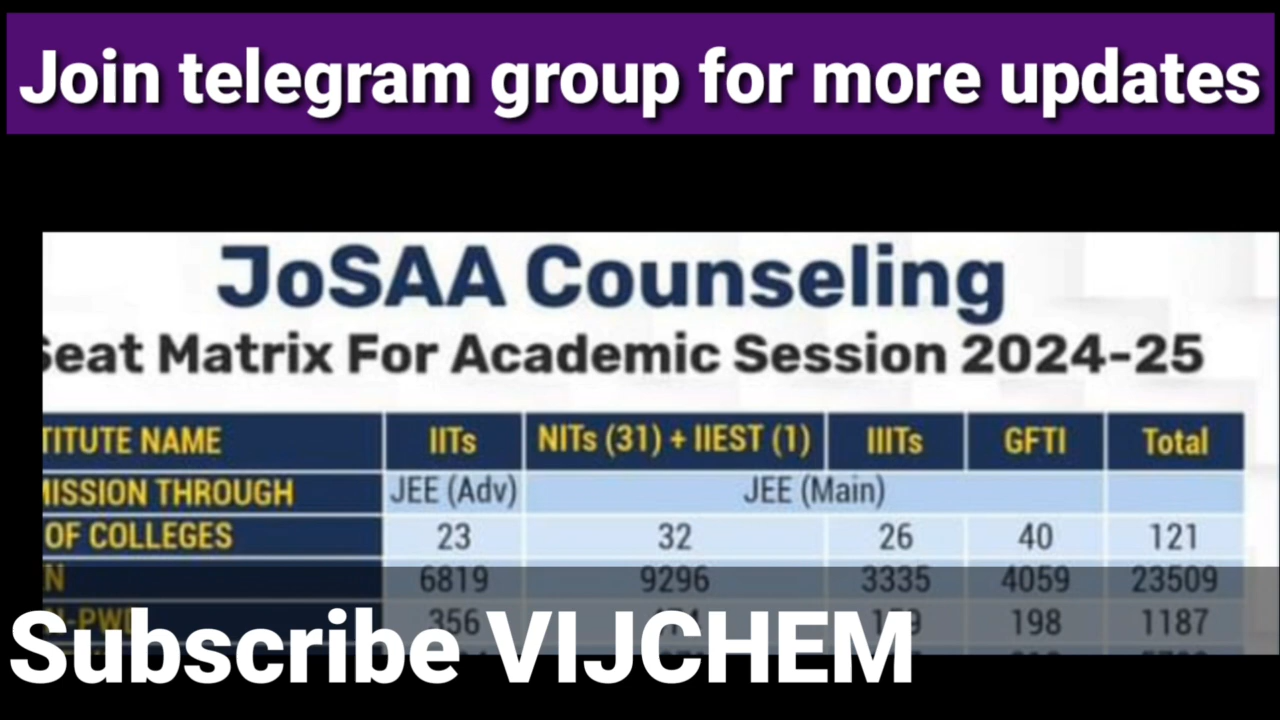 Join telegram group for more updates
JoSAA Counseling
Seat Matrix For Academic Session 2024-25
TITUTE NAME IITs NITs (31) + IIEST (1) IIITs GFTI Total
MISSION THROUGH JEE (Adv) JEE (Main)
OF COLLEGES 23 32 26 40 121
N 6819 9296 3335 4059 23509
356 198 1187
Subscribe VIJCHEM